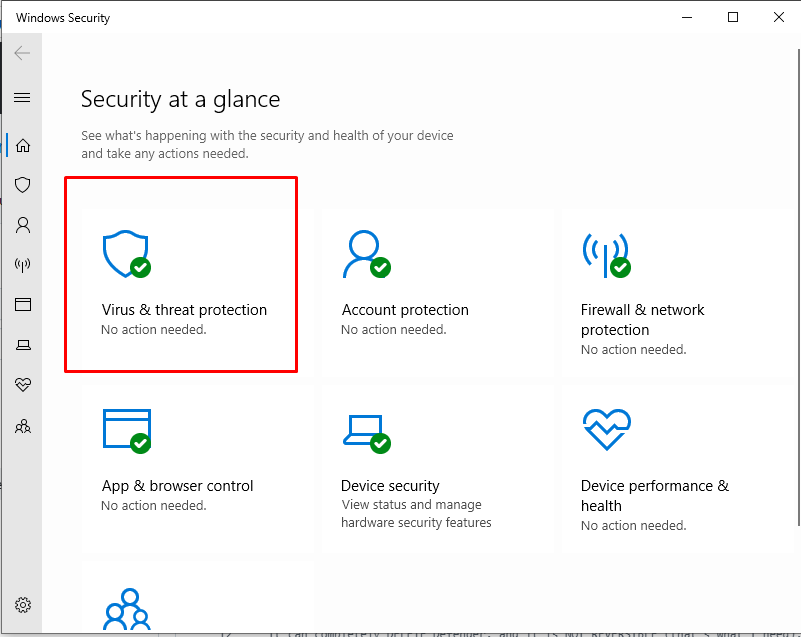 Windows Security
Security at a glance
See what's happening with the security and health of your device
and take any actions needed.
Virus & threat protection
No action needed.
Account protection
No action needed.
Firewall & network
protection
No action needed.
App & browser control
No action needed.
Device security
View status and manage
hardware security features
Device performance &
health
No action needed.